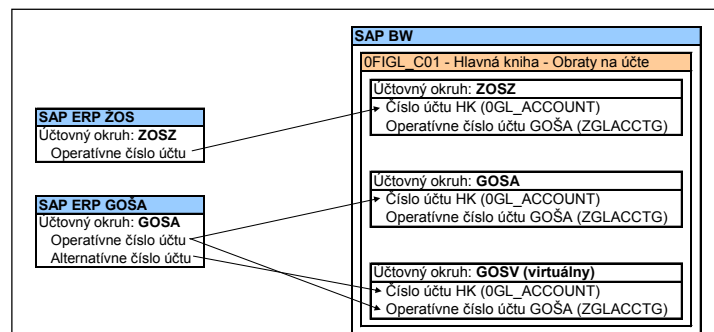 SAP BW
0FIGL_C01 - Hlavná kniha - Obraty na účte
Účtovný okruh: ZOSZ
Číslo účtu HK (0GL_ACCOUNT)
Operatívne číslo účtu GOŠA (ZGLACCTG)
SAP ERP ŽOS
Účtovný okruh: ZOSZ
Operatívne číslo účtu
Účtovný okruh: GOSA
Číslo účtu HK (0GL_ACCOUNT)
Operatívne číslo účtu GOŠA (ZGLACCTG)
SAP ERP GOŠA
Účtovný okruh: GOSA
Operatívne číslo účtu
Alternatívne číslo účtu
Účtovný okruh: GOSV (virtuálny)
Číslo účtu HK (0GL_ACCOUNT)
Operatívne číslo účtu GOŠA (ZGLACCTG)